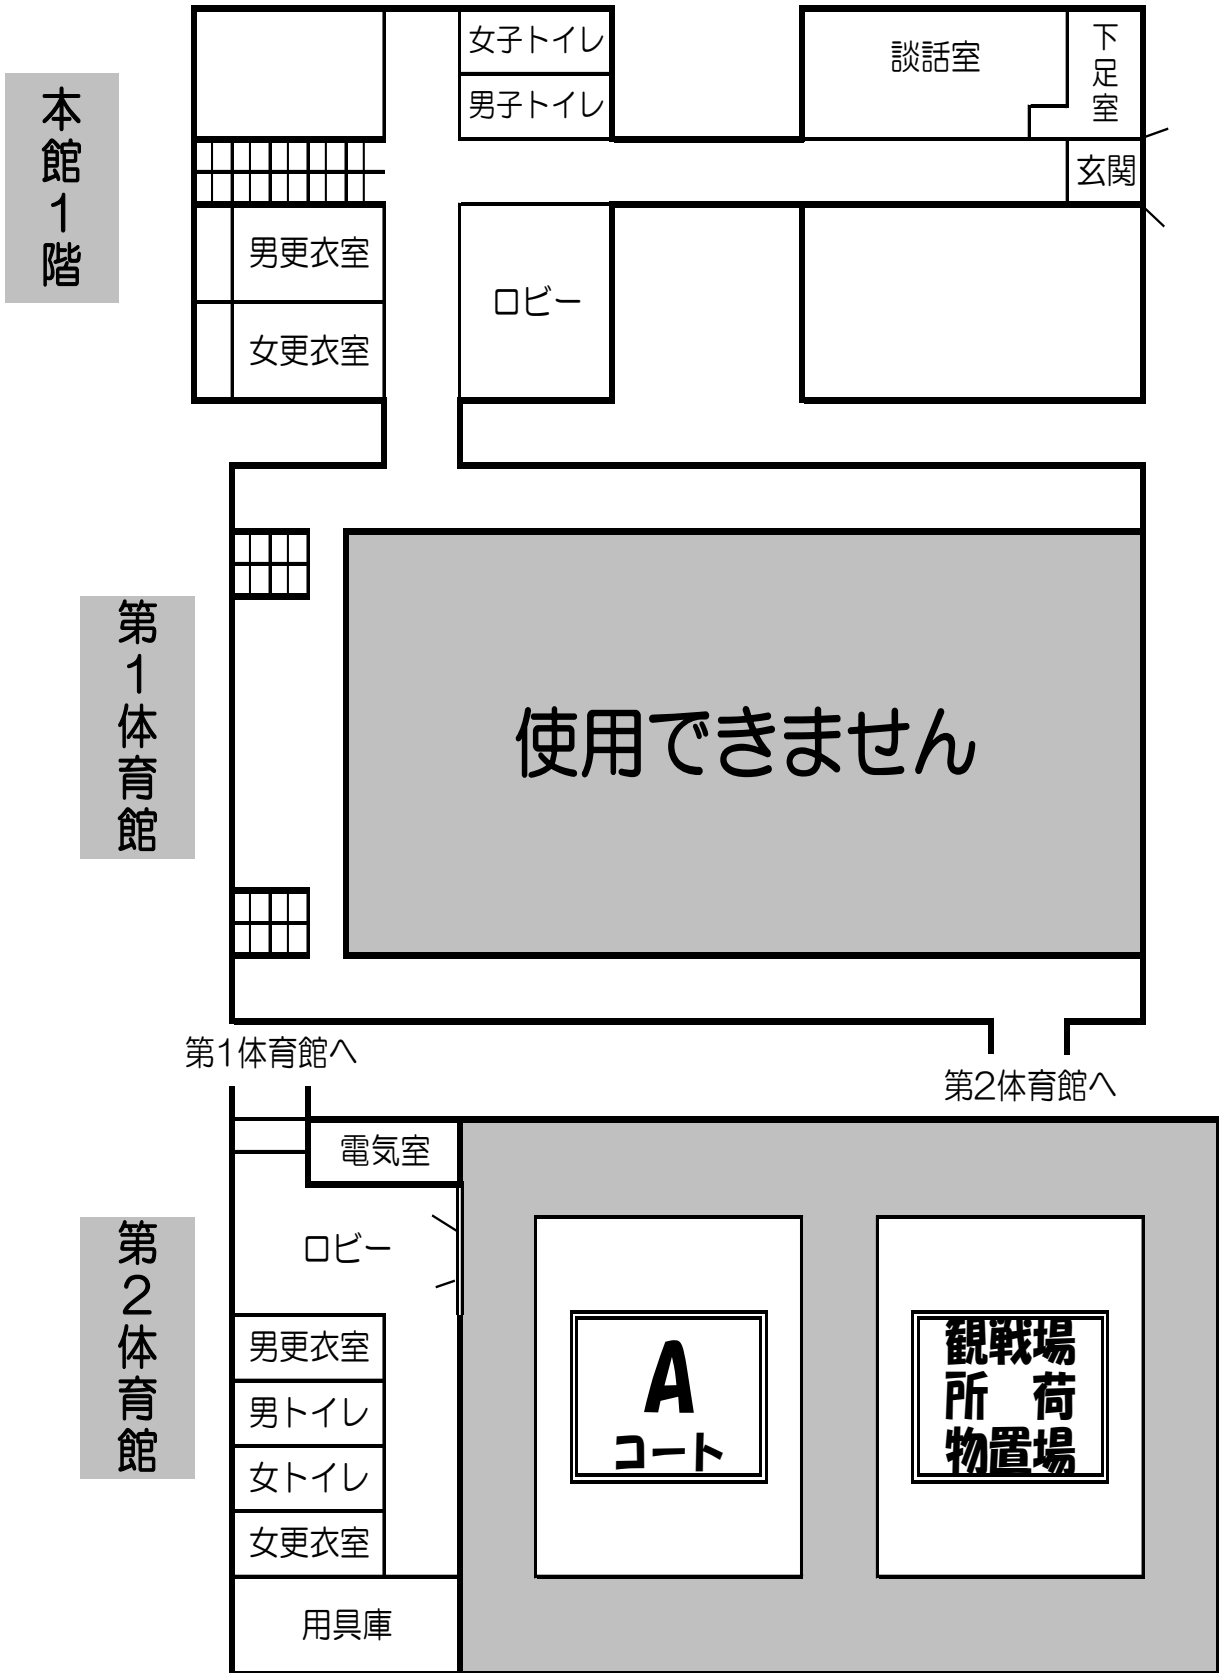 本館1階
女子トイレ
男子トイレ
談話室
下足室
玄関
男更衣室
女更衣室
ロビー
第1体育館
使用できません
第1体育館へ
第2体育館へ
第2体育館
電気室
ロビー
男更衣室
男トイレ
女トイレ
女更衣室
用具庫
A
コート
観戦場
所　荷
物置場